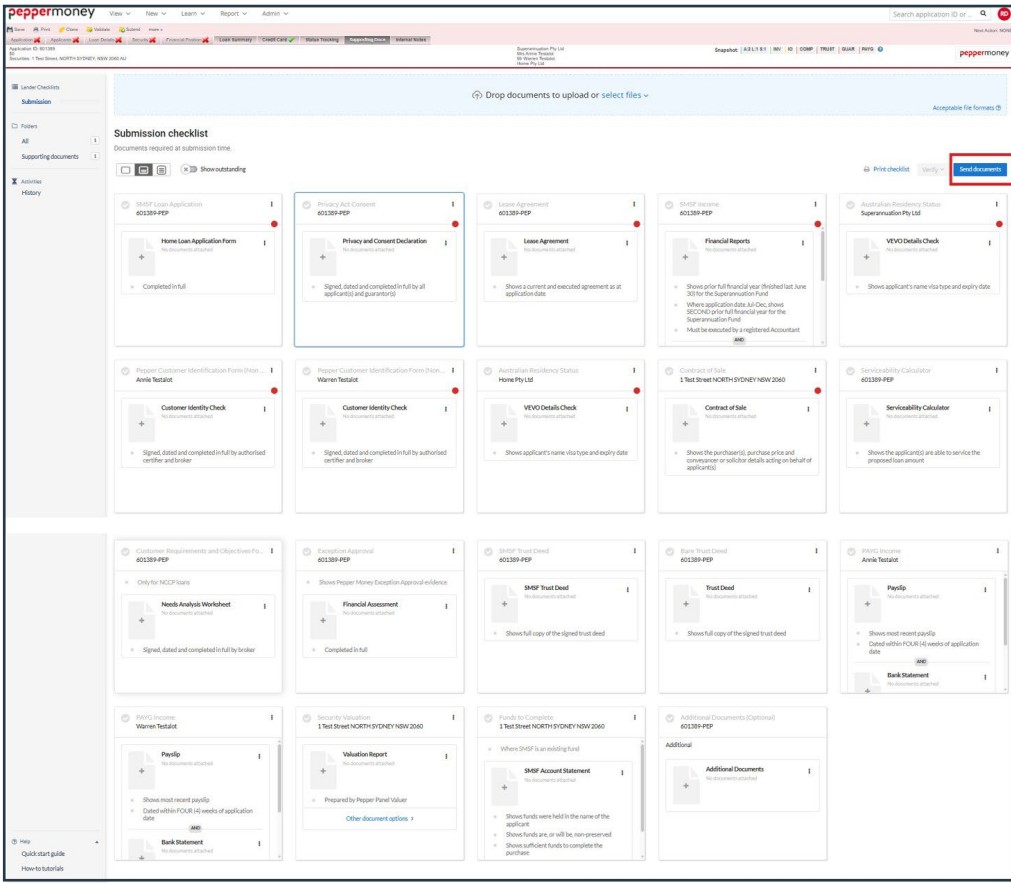 peppermoney
View New Learn Report Admin
Search application ID or ...
RD
Save Print Clone Validate Submit more
Next Action: NONE
Application Applicants Loan Details Security Financial Position Loan Summary Credit Care Status Tracking Supporting Docs Internal Notes
Application ID: 601389
$0
Securities: 1 Test Street, NORTH SYDNEY, NSW 2060 AU
Superannuation Pty Ltd
Mrs Annie Testalot
Mr Warren Testalot
Home Pty Ltd
Snapshot: INV IO COMP TRUST GUAR PAYG
peppermoney
Lender Checklists
Submission
Folders
All 1
Supporting documents 1
Activities
History
Drop documents to upload or select files
Acceptable file formats
Submission checklist
Documents required at submission time.
Show outstanding
Print checklist Verify Send documents
SMSF Loan Application
601389-PEP
Home Loan Application Form
No documents attached
Completed in full
Privacy Act Consent
601389-PEP
Privacy and Consent Declaration
No documents attached
Signed, dated and completed in full by all
applicant(s) and guarantor(s)
Lease Agreement
601389-PEP
Lease Agreement
No documents attached
Shows a current and executed agreement as at
application date
SMSF Income
601389-PEP
Financial Reports
No documents attached
Shows prior full financial year (finished last June
30) for the Superannuation Fund
Where application date Jul-Dec, shows
SECOND prior full financial year for the
Superannuation Fund
Must be executed by a registered Accountant
AND
Australian Residency Status
Superannuation Pty Ltd
VEVO Details Check
No documents attached
Shows applicant's name visa type and expiry date
Pepper Customer Identification Form (Non ...
Annie Testalot
Customer Identity Check
No documents attached
Signed, dated and completed in full by authorised
certifier and broker
Pepper Customer Identification Form (Non ...
Warren Testalot
Customer Identity Check
No documents attached
Signed, dated and completed in full by authorised
certifier and broker
Australian Residency Status
Home Pty Ltd
VEVO Details Check
No documents attached
Shows applicant's name visa type and expiry date
Contract of Sale
1 Test Street NORTH SYDNEY NSW 2060
Contract of Sale
No documents attached
Shows the purchaser(s), purchase price and
conveyancer or solicitor details acting on behalf of
applicant(s)
Serviceability Calculator
601389-PEP
Serviceability Calculator
No documents attached
Shows the applicant(s) are able to service the
proposed loan amount
Customer Requirements and Objectives Fo...
601389-PEP
Only for NCCP loans
Needs Analysis Worksheet
No documents attached
Signed, dated and completed in full by broker
Exception Approval
601389-PEP
Shows Pepper Money Exception Approval evidence
Financial Assessment
No documents attached
Completed in full
SMSF Trust Deed
601389-PEP
SMSF Trust Deed
No documents attached
Shows full copy of the signed trust deed
Bare Trust Deed
601389-PEP
Trust Deed
No documents attached
Shows full copy of the signed trust deed
PAYG Income
Annie Testalot
Payslip
No documents attached
Shows most recent payslip
Dated within FOUR (4) weeks of application
date
AND
Bank Statement
No documents attached
PAYG Income
Warren Testalot
Payslip
No documents attached
Shows most recent payslip
Dated within FOUR (4) weeks of application
date
AND
Bank Statement
No documents attached
Security Valuation
1 Test Street NORTH SYDNEY NSW 2060
Valuation Report
No documents attached
Prepared by Pepper Panel Valuer
Other document options
Funds to Complete
1 Test Street NORTH SYDNEY NSW 2060
Where SMSF is an existing fund
SMSF Account Statement
No documents attached
Shows funds were held in the name of the
applicant
Shows funds are, or will be, non-preserved
Shows sufficient funds to complete the
purchase
Additional Documents (Optional)
601389-PEP
Additional
Additional Documents
No documents attached
Help
Quick start guide
How-to tutorials